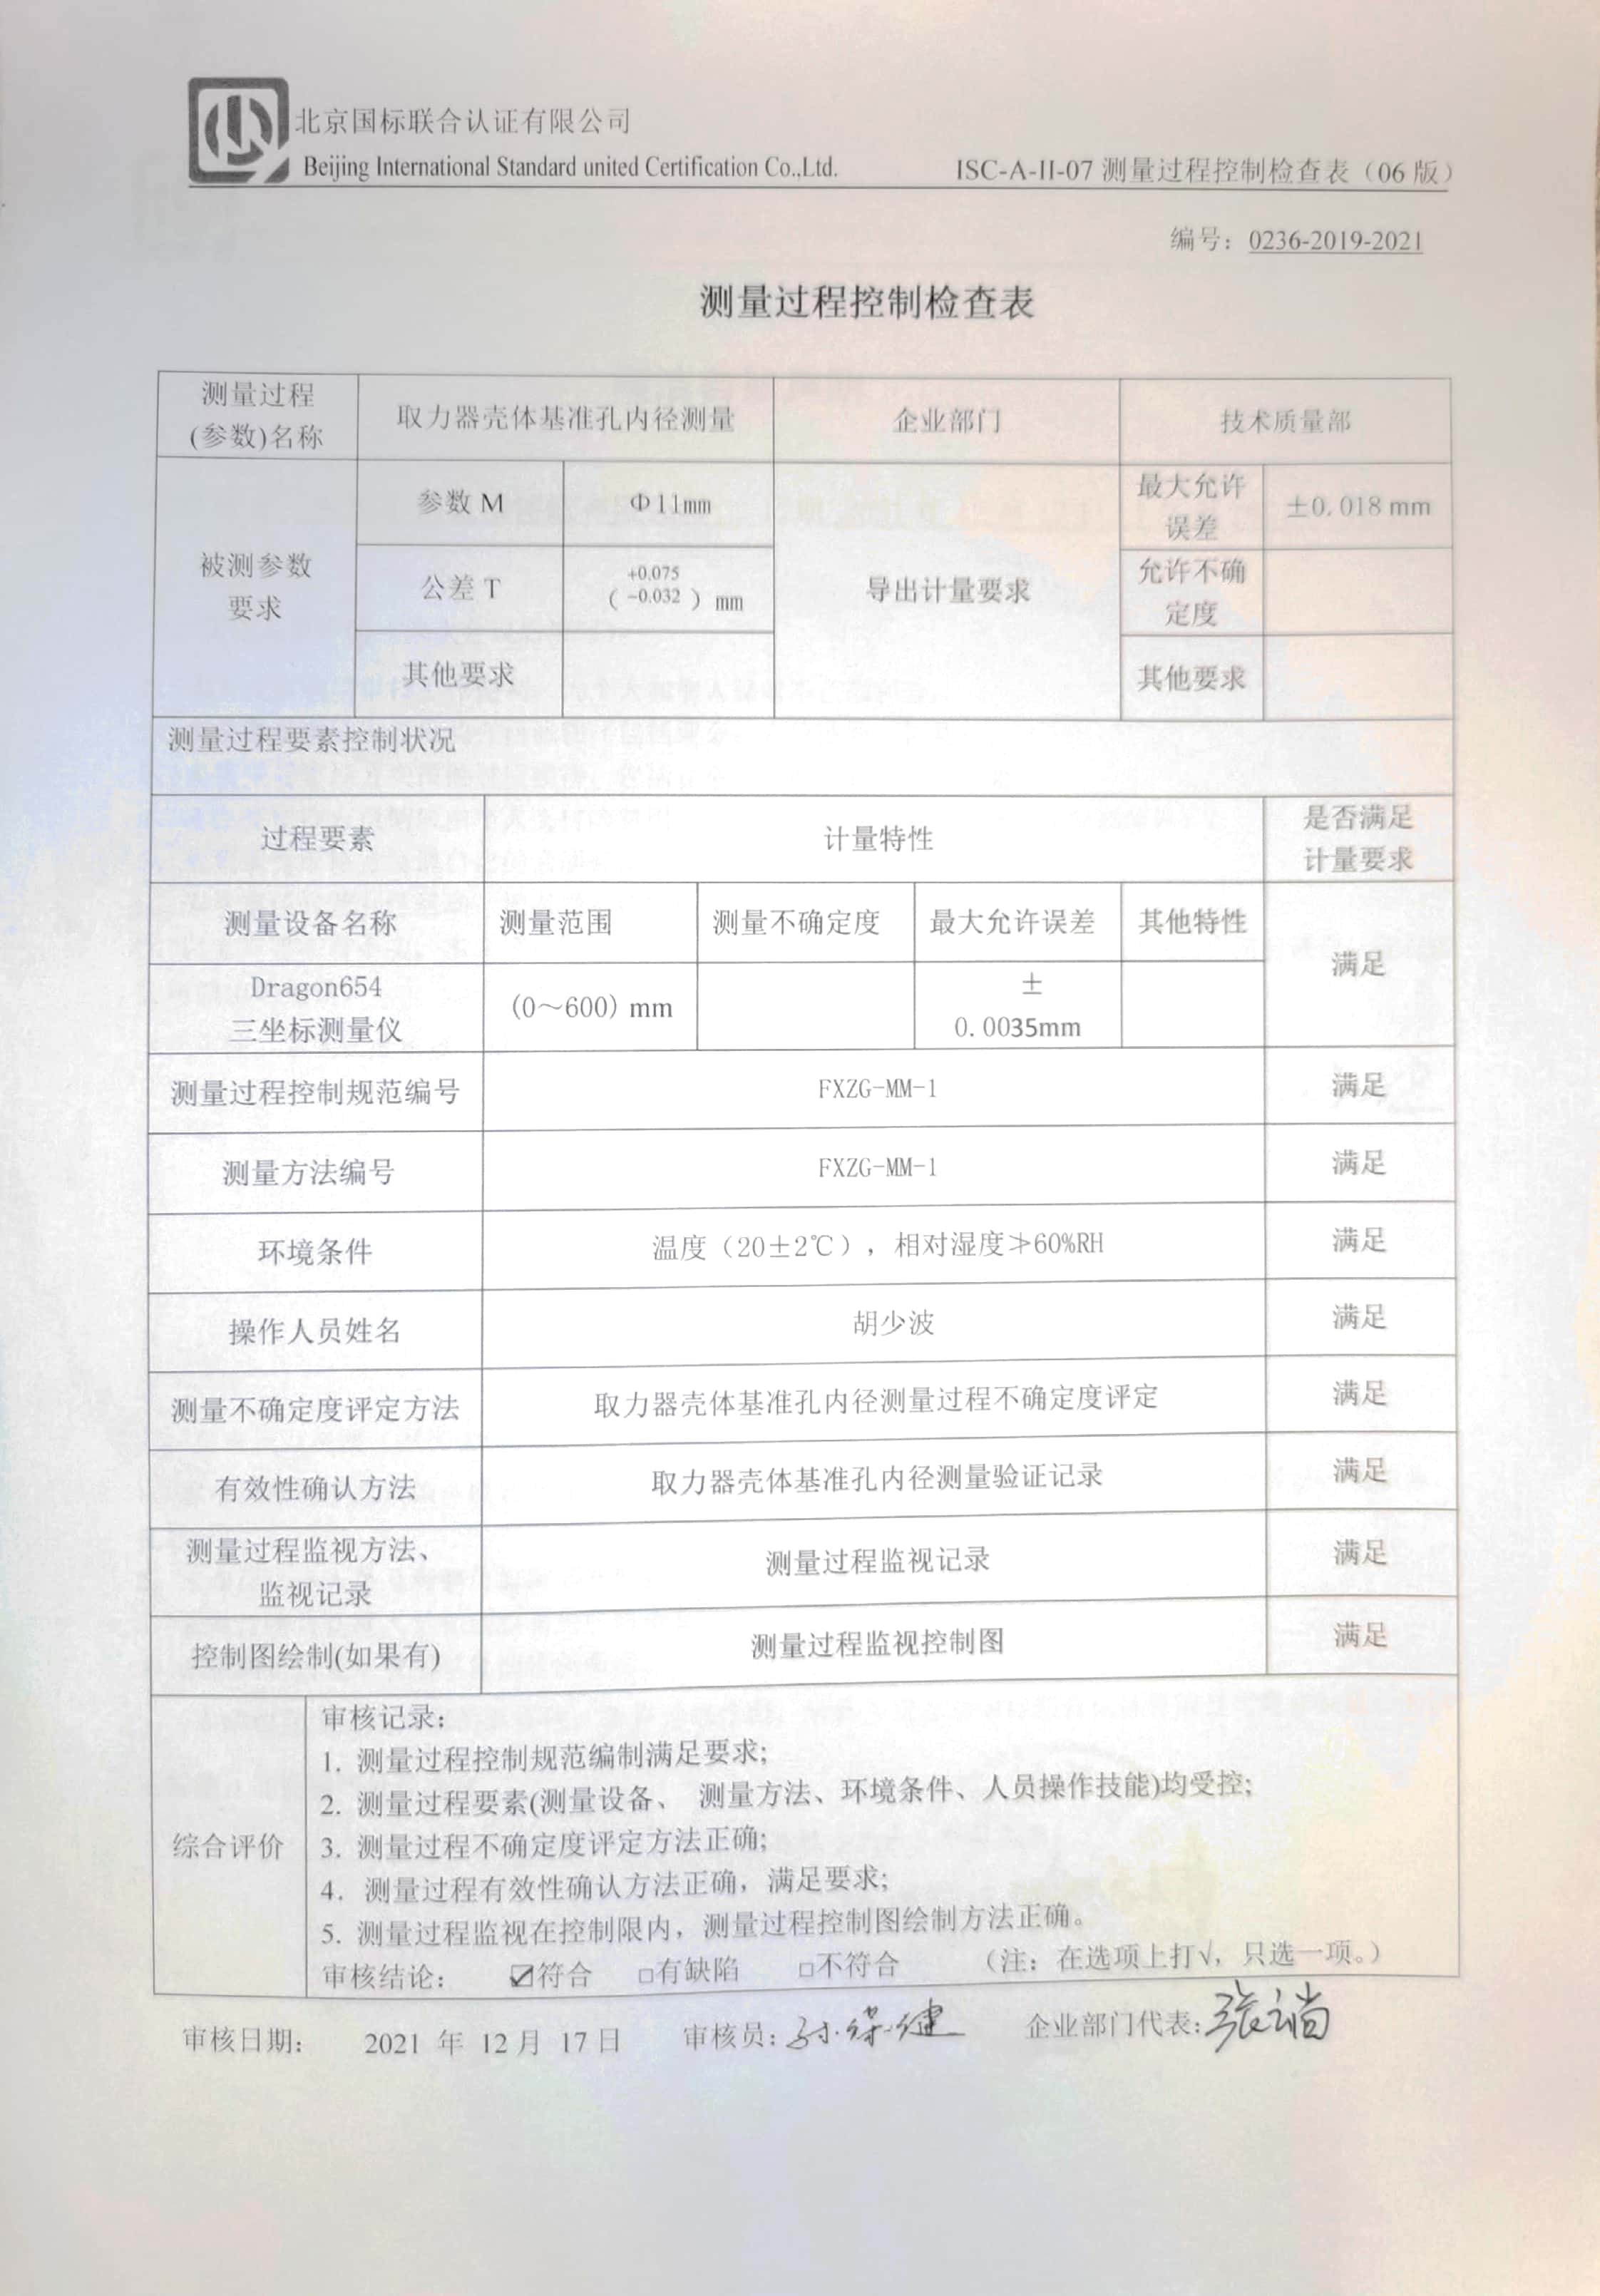 北京国标联合认证有限公司
Beijing International Standard united Certification Co.,Ltd.
ISC-A-II-07 测量过程控制检查表（06 版）
编号：0236-2019-2021
测量过程控制检查表
测量过程
(参数)名称
取力器壳体基准孔内径测量
企业部门
技术质量部
被测参数
要求
参数 M
Φ11mm
导出计量要求
最大允许
误差
±0.018 mm
公差 T
+0.075
( -0.032 ) mm
允许不确
定度
其他要求
其他要求
测量过程要素控制状况
过程要素
计量特性
是否满足
计量要求
测量设备名称
测量范围
测量不确定度
最大允许误差
其他特性
满足
Dragon654
三坐标测量仪
(0～600) mm
±
0.0035mm
测量过程控制规范编号
FXZG-MM-1
满足
测量方法编号
FXZG-MM-1
满足
环境条件
温度（20±2℃），相对湿度≯60%RH
满足
操作人员姓名
胡少波
满足
测量不确定度评定方法
取力器壳体基准孔内径测量过程不确定度评定
满足
有效性确认方法
取力器壳体基准孔内径测量验证记录
满足
测量过程监视方法、
监视记录
测量过程监视记录
满足
控制图绘制(如果有)
测量过程监视控制图
满足
综合评价
审核记录：
1. 测量过程控制规范编制满足要求;
2. 测量过程要素(测量设备、 测量方法、环境条件、人员操作技能)均受控;
3. 测量过程不确定度评定方法正确;
4. 测量过程有效性确认方法正确，满足要求;
5. 测量过程监视在控制限内，测量过程控制图绘制方法正确。
审核结论： ☑符合 □有缺陷 □不符合 （注：在选项上打√，只选一项。）
审核日期： 2021 年 12 月 17 日 审核员: 孙保健 企业部门代表: